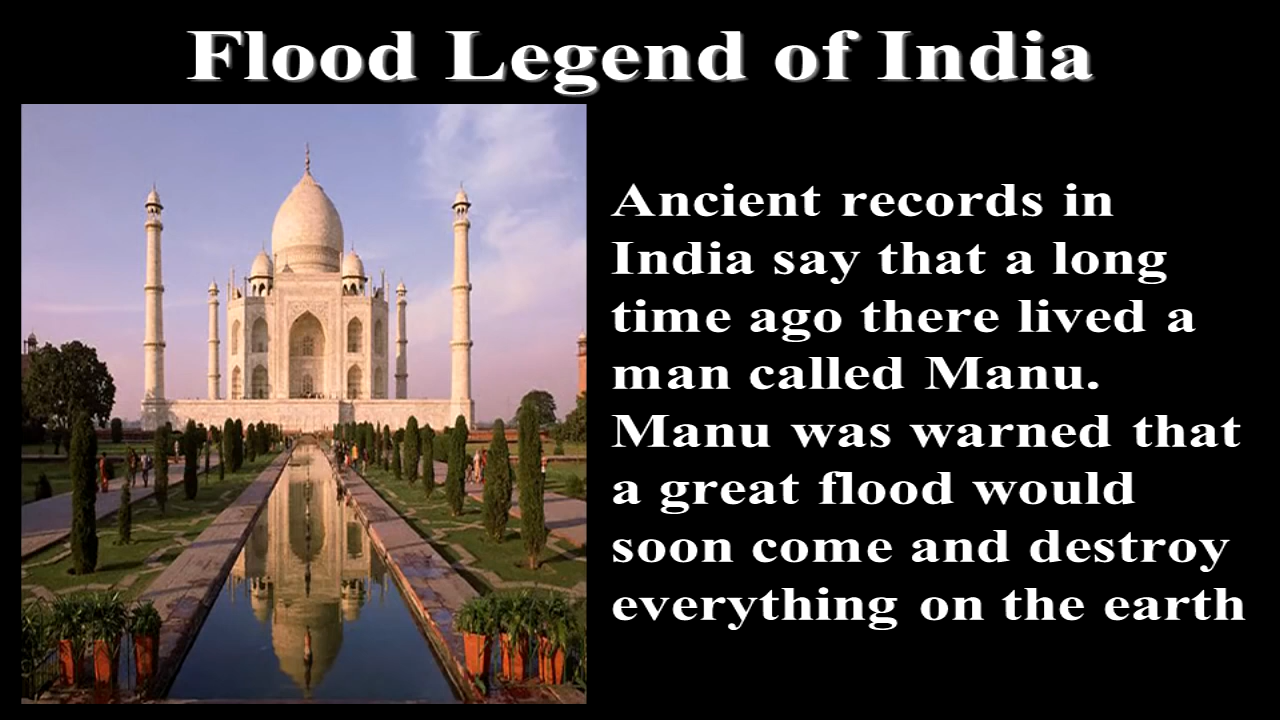 Flood Legend of India
Ancient records in
India say that a long
time ago there lived a
man called Manu.
Manu was warned that
a great flood would
soon come and destroy
everything on the earth